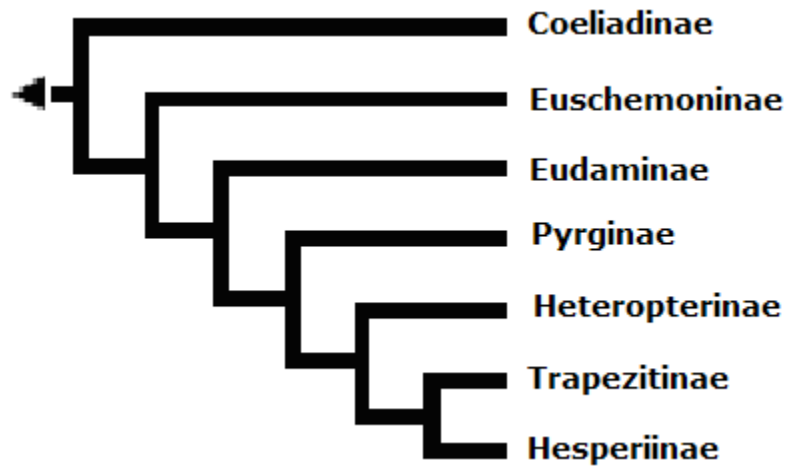 Coeliadinae
Euschemoninae
Eudaminae
Pyrginae
Heteropterinae
Trapezitinae
Hesperiinae